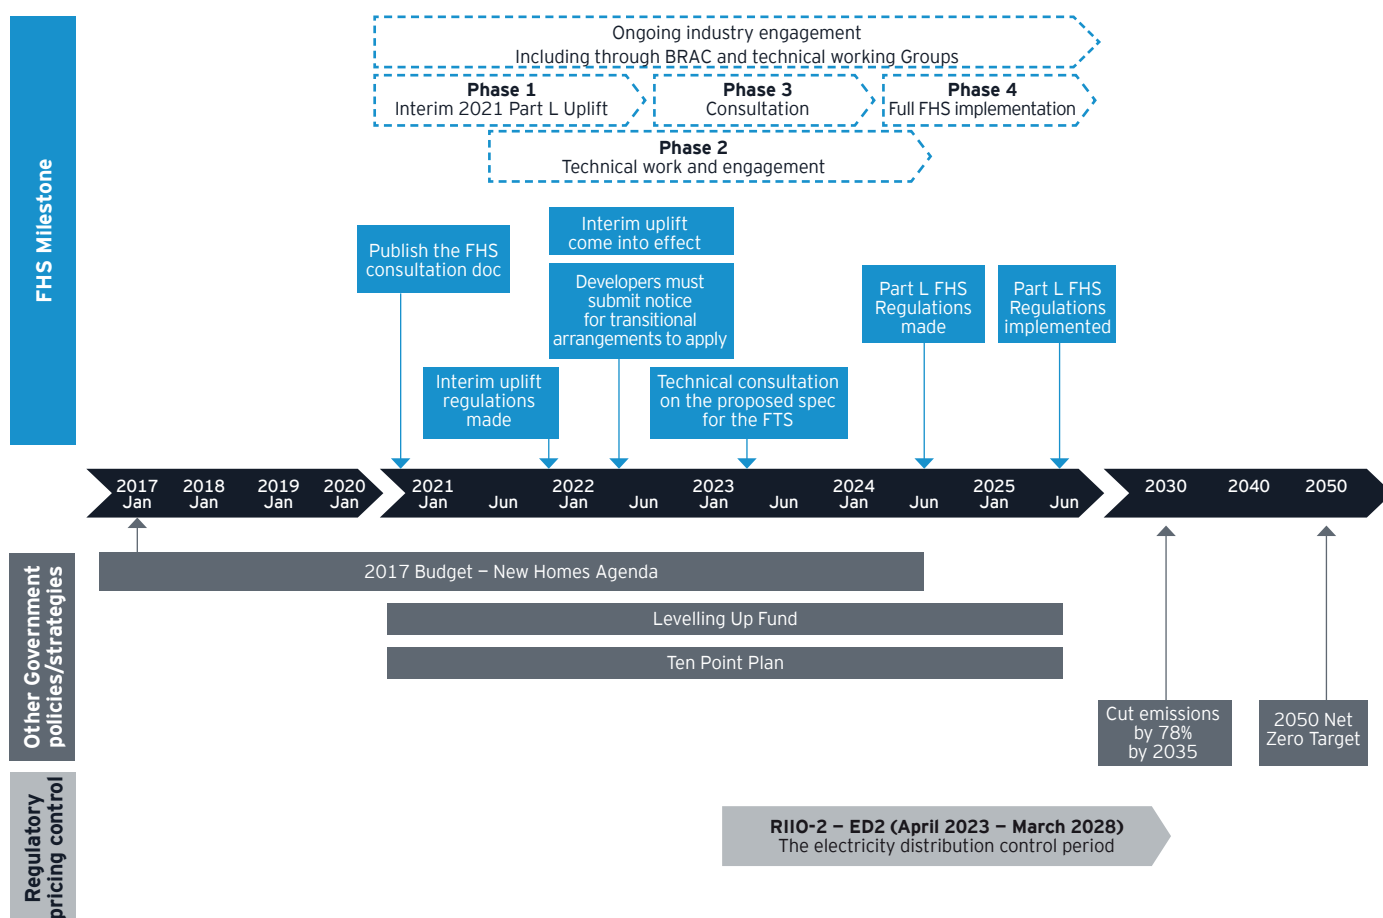 FHS Milestone
Ongoing industry engagement
Including through BRAC and technical working Groups
Phase 1
Interim 2021 Part L Uplift
Phase 3
Consultation
Phase 4
Full FHS implementation
Phase 2
Technical work and engagement
Publish the FHS
consultation doc
Interim uplift
come into effect
Developers must
submit notice
for transitional
arrangements to apply
Part L FHS
Regulations
made
Part L FHS
Regulations
implemented
Interim uplift
regulations
made
Technical consultation
on the proposed spec
for the FTS
2017
Jan
2018
Jan
2019
Jan
2020
Jan
2021
Jan
Jun
2022
Jan
Jun
2023
Jan
Jun
2024
Jan
Jun
2025
Jan
Jun
2030
2040
2050
Other Government
policies/strategies
2017 Budget – New Homes Agenda
Levelling Up Fund
Ten Point Plan
Cut emissions
by 78%
by 2035
2050 Net
Zero Target
Regulatory
pricing control
RIIO-2 – ED2 (April 2023 – March 2028)
The electricity distribution control period